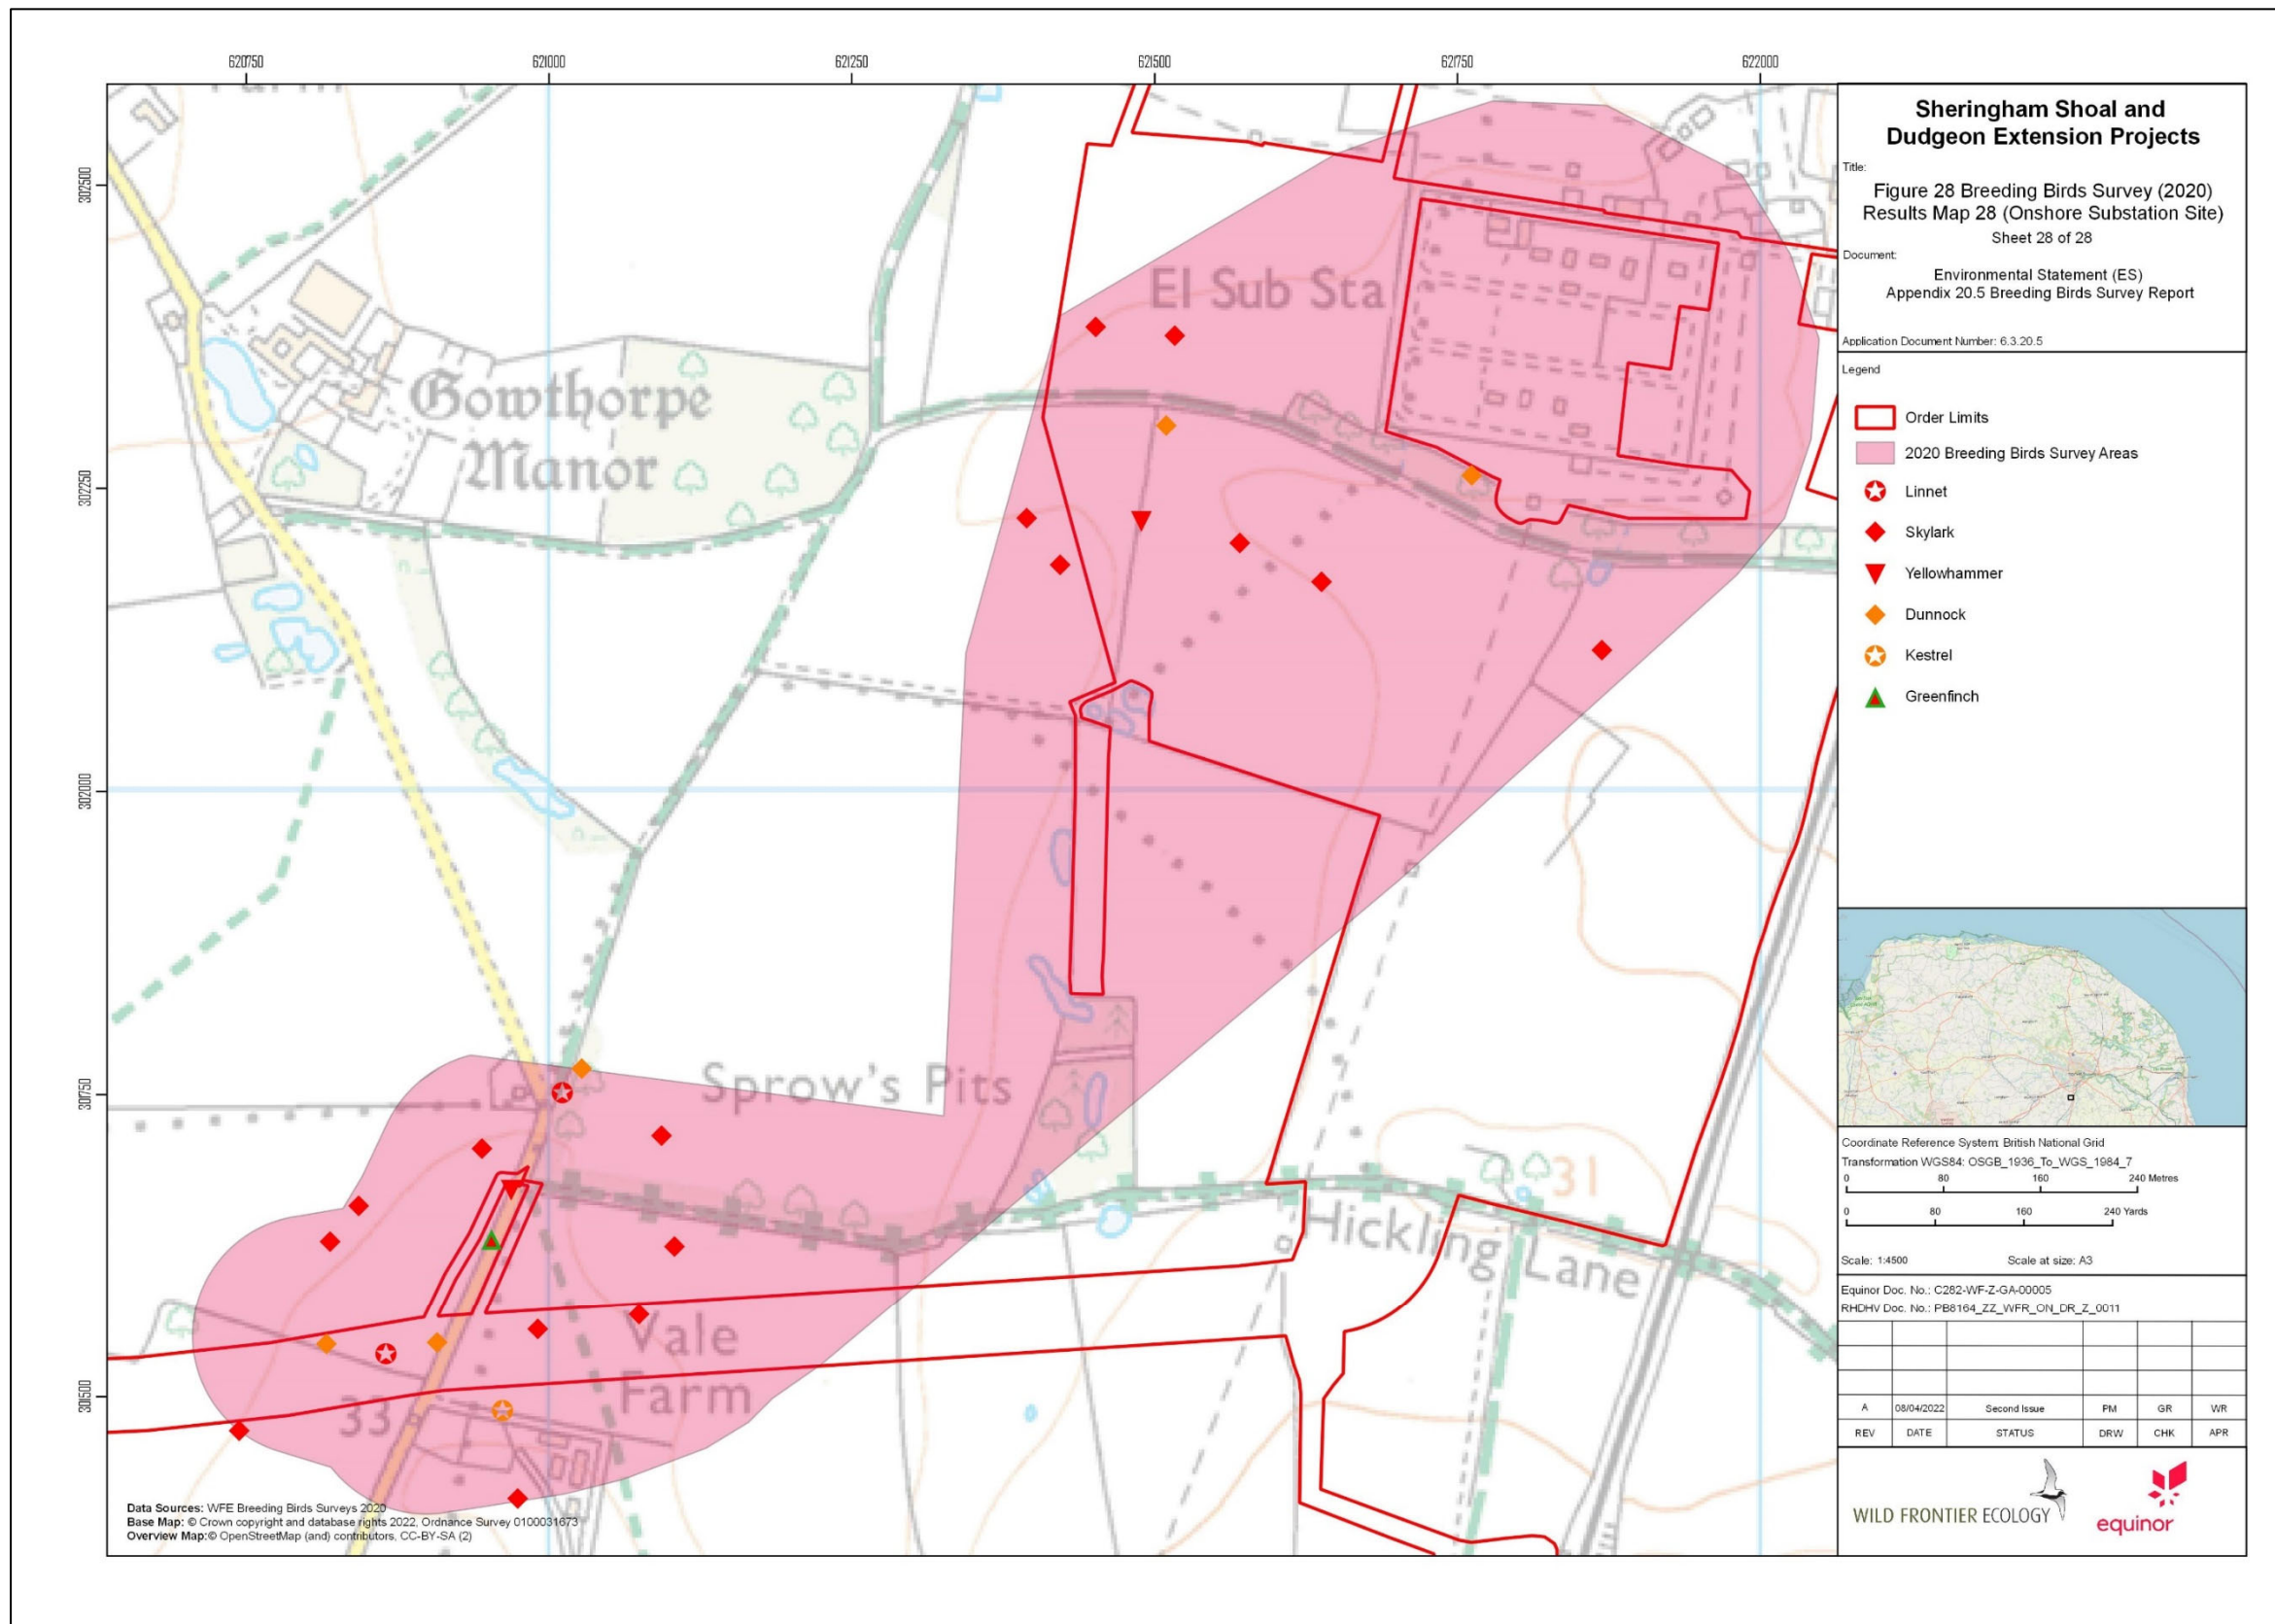 620750
621000
621250
621500
621750
622000
302500
302250
302000
301750
301500
El Sub Sta
Gowthorpe
Manor
Sprow's Pits
Hickling Lane
31
Vale
Farm
33
Data Sources: WFE Breeding Birds Surveys 2020
Base Map: © Crown copyright and database rights 2022, Ordnance Survey 0100031673
Overview Map:© OpenStreetMap (and) contributors, CC-BY-SA (2)
Sheringham Shoal and
Dudgeon Extension Projects
Title:
Figure 28 Breeding Birds Survey (2020)
Results Map 28 (Onshore Substation Site)
Sheet 28 of 28
Document:
Environmental Statement (ES)
Appendix 20.5 Breeding Birds Survey Report
Application Document Number: 6.3.20.5
Legend
Order Limits
2020 Breeding Birds Survey Areas
Linnet
Skylark
Yellowhammer
Dunnock
Kestrel
Greenfinch
Coordinate Reference System: British National Grid
Transformation WGS84: OSGB_1936_To_WGS_1984_7
0 80 160 240 Metres
0 80 160 240 Yards
Scale: 1:4500 Scale at size: A3
Equinor Doc. No.: C282-WF-Z-GA-00005
RHDHV Doc. No.: PB8164_ZZ_WFR_ON_DR_Z_0011
A 08/04/2022 Second Issue PM GR WR
REV DATE STATUS DRW CHK APR
WILD FRONTIER ECOLOGY
equinor